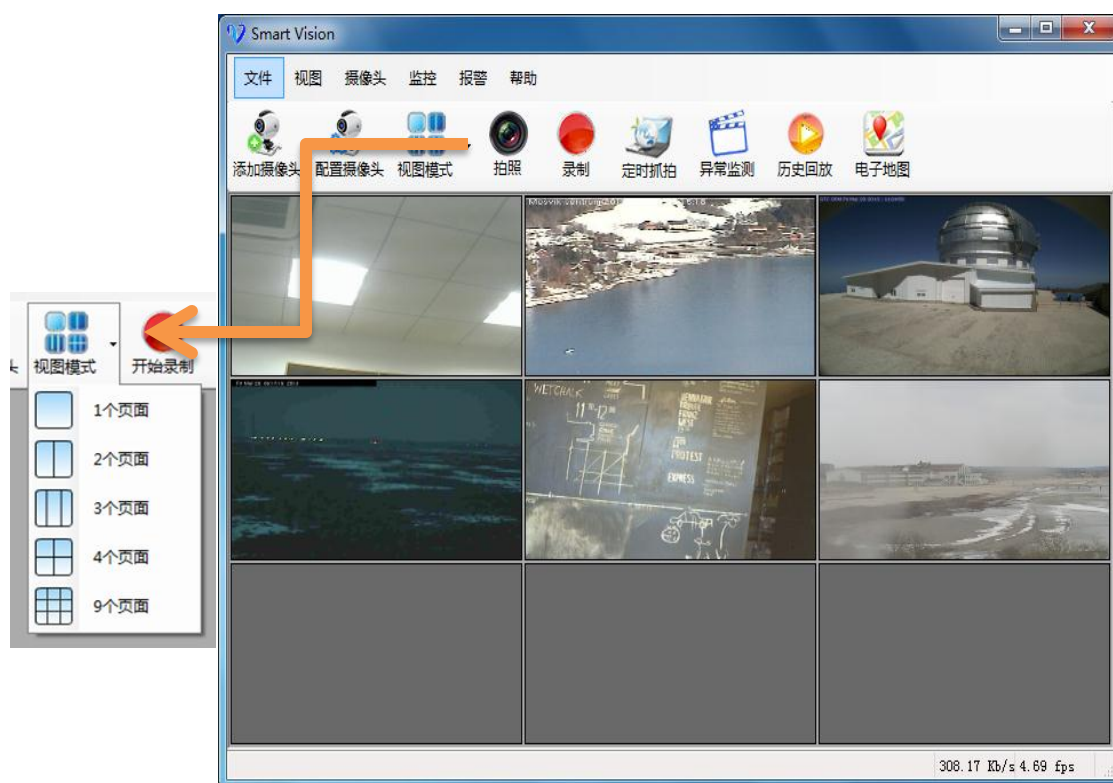 Smart Vision
文件 视图 摄像头 监控 报警 帮助
添加摄像头 配置摄像头 视图模式 拍照 录制 定时抓拍 异常监测 历史回放 电子地图
WETCRACK
11 12
PROTEST
EXPRESS
视图模式 开始录制
1个页面
2个页面
3个页面
4个页面
9个页面
308.17 Kb/s 4.69 fps